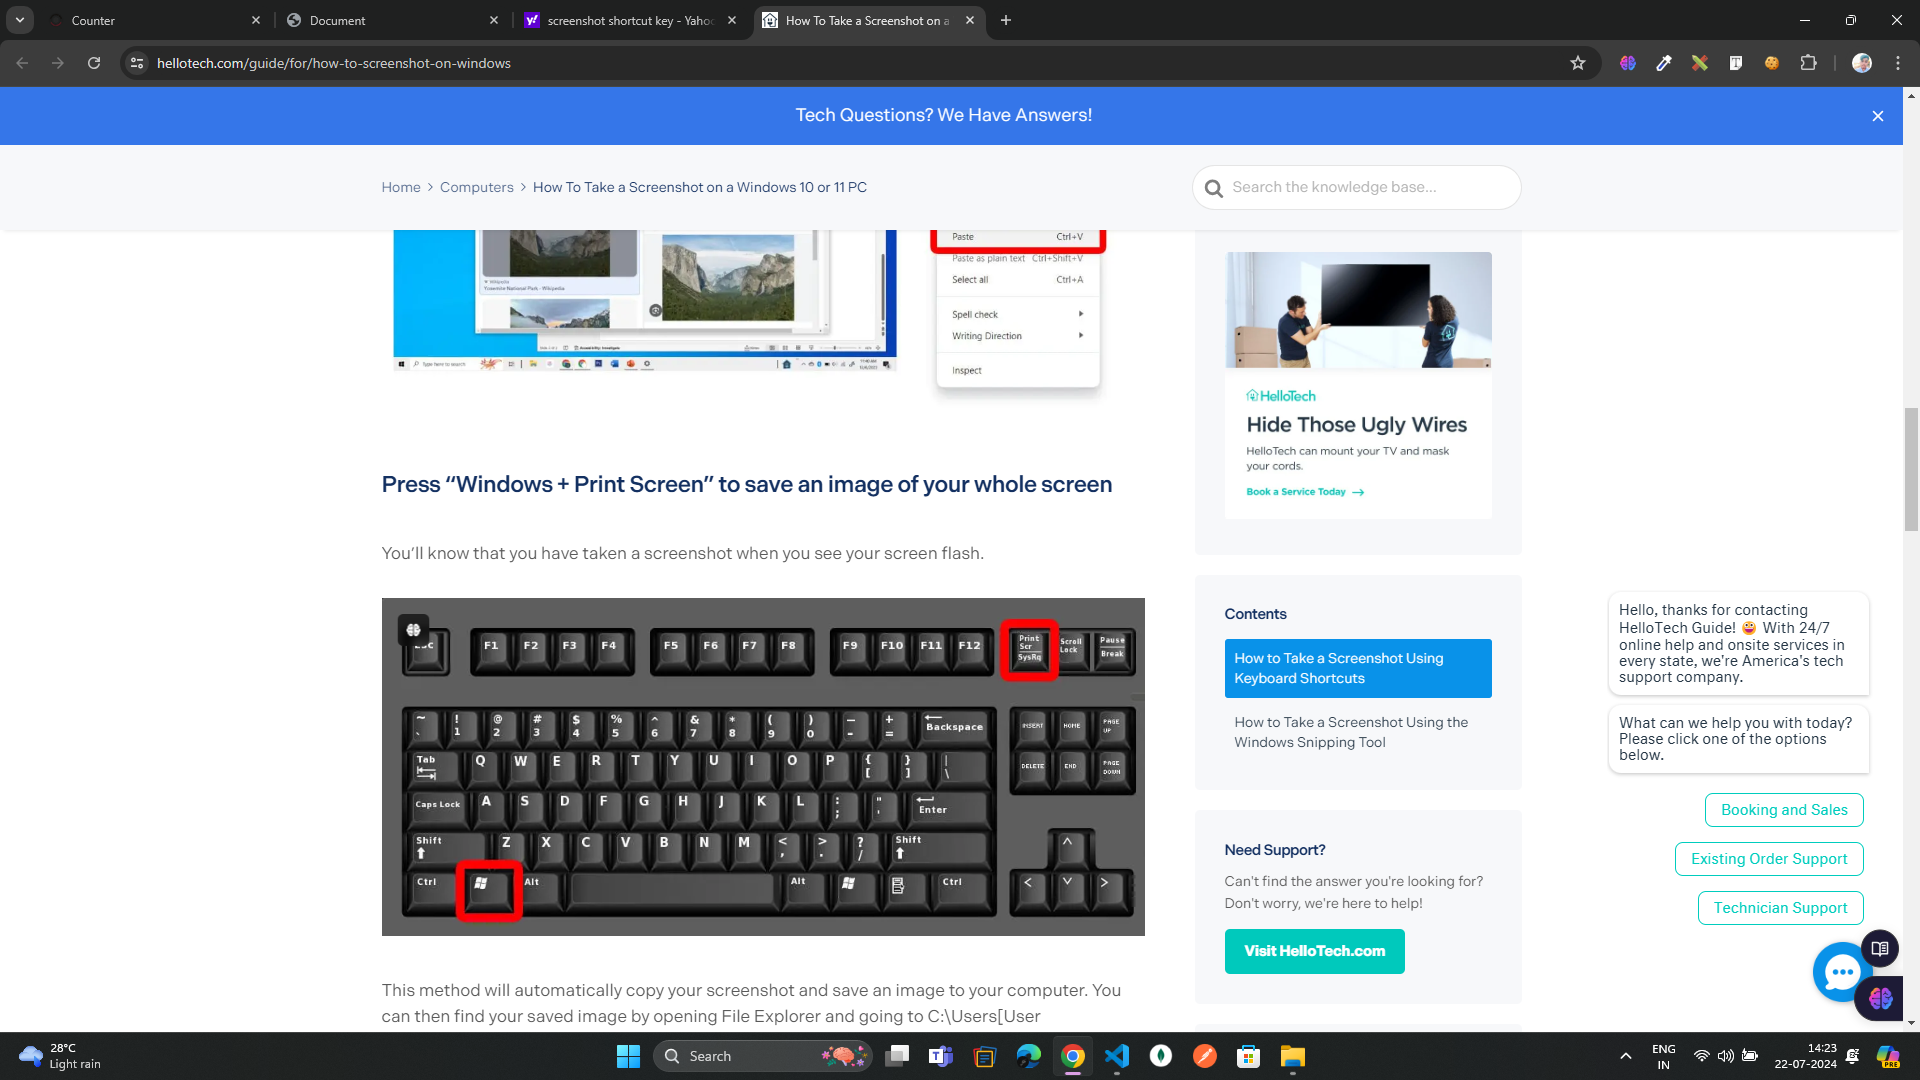 Counter
Document
screenshot shortcut key - Yahoo
How To Take a Screenshot on a
hellotech.com/guide/for/how-to-screenshot-on-windows
Tech Questions? We Have Answers!
Home > Computers > How To Take a Screenshot on a Windows 10 or 11 PC
Search the knowledge base...
Paste Ctrl+V
Paste as plain text Ctrl+Shift+V
Select all Ctrl+A
Spell check
Writing Direction
Inspect
Wikipedia
Yosemite National Park - Wikipedia
Type here to search
HelloTech
Hide Those Ugly Wires
HelloTech can mount your TV and mask
your cords.
Book a Service Today →
Press “Windows + Print Screen” to save an image of your whole screen
You’ll know that you have taken a screenshot when you see your screen flash.
F1 F2 F3 F4 F5 F6 F7 F8 F9 F10 F11 F12
Print
Scr
SysRq
Scroll
Lock
Pause
Break
~ ! @ # $ % ^ & * ( ) – +
` 1 2 3 4 5 6 7 8 9 0 - =
Backspace
INSERT HOME PAGE UP
Tab Q W E R T Y U I O P { [ } ] | \
DELETE END PAGE DOWN
Caps Lock A S D F G H J K L : ; " ' Enter
Shift Z X C V B N M < , > . ? / Shift
Ctrl Alt Alt Ctrl
This method will automatically copy your screenshot and save an image to your computer. You
can then find your saved image by opening File Explorer and going to C:\Users[User
Contents
How to Take a Screenshot Using
Keyboard Shortcuts
How to Take a Screenshot Using the
Windows Snipping Tool
Need Support?
Can't find the answer you're looking for?
Don't worry, we're here to help!
Visit HelloTech.com
Hello, thanks for contacting
HelloTech Guide! 😀 With 24/7
online help and onsite services in
every state, we're America's tech
support company.
What can we help you with today?
Please click one of the options
below.
Booking and Sales
Existing Order Support
Technician Support
28°C
Light rain
Search
ENG
IN
14:23
22-07-2024